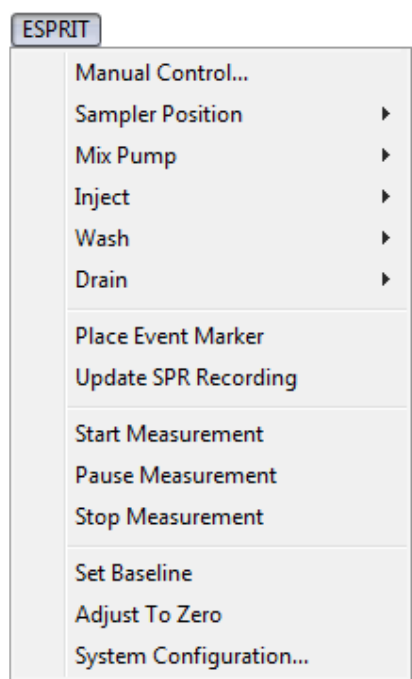 ESPRIT
Manual Control...
Sampler Position
Mix Pump
Inject
Wash
Drain
Place Event Marker
Update SPR Recording
Start Measurement
Pause Measurement
Stop Measurement
Set Baseline
Adjust To Zero
System Configuration...